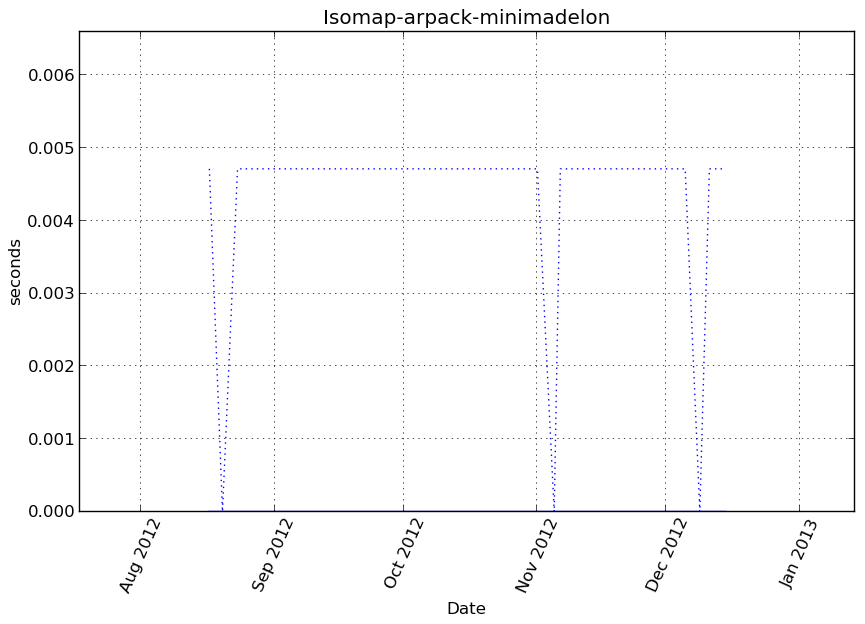 Isomap-arpack-minimadelon
0.006
0.005
0.004
0.003
0.002
0.001
0.000
seconds
Aug 2012
Sep 2012
Oct 2012
Nov 2012
Dec 2012
Jan 2013
Date